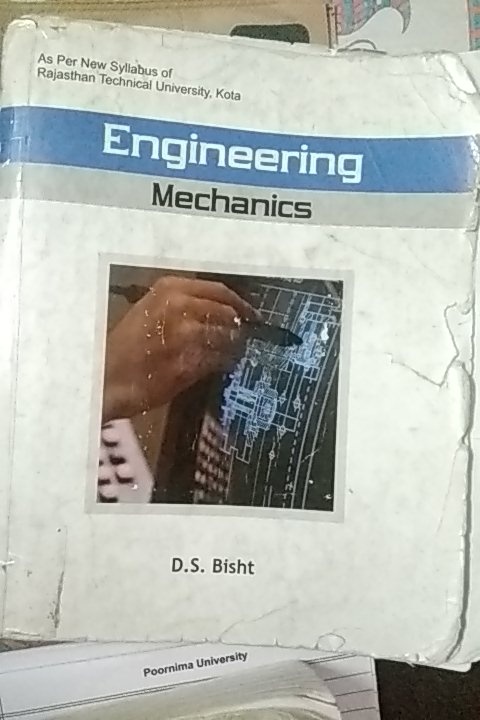 As Per New Syllabus of
Rajasthan Technical University, Kota
Engineering
Mechanics
D.S. Bisht
Poornima University